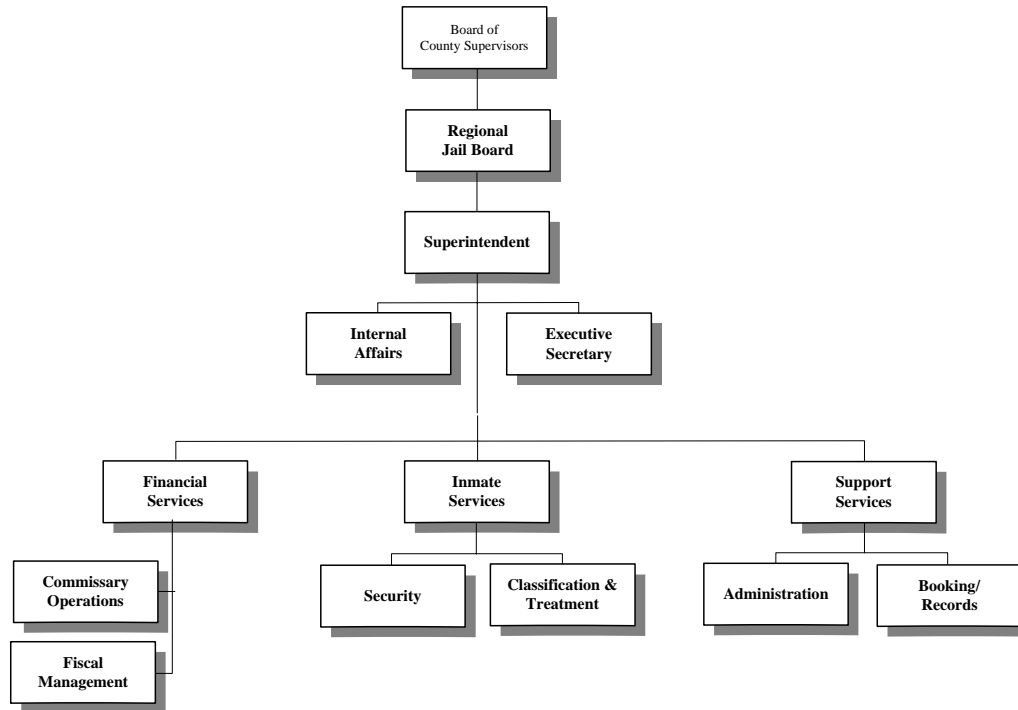 Board of
County Supervisors
Regional
Jail Board
Superintendent
Internal
Affairs
Executive
Secretary
Financial
Services
Inmate
Services
Support
Services
Commissary
Operations
Fiscal
Management
Security
Classification &
Treatment
Administration
Booking/
Records